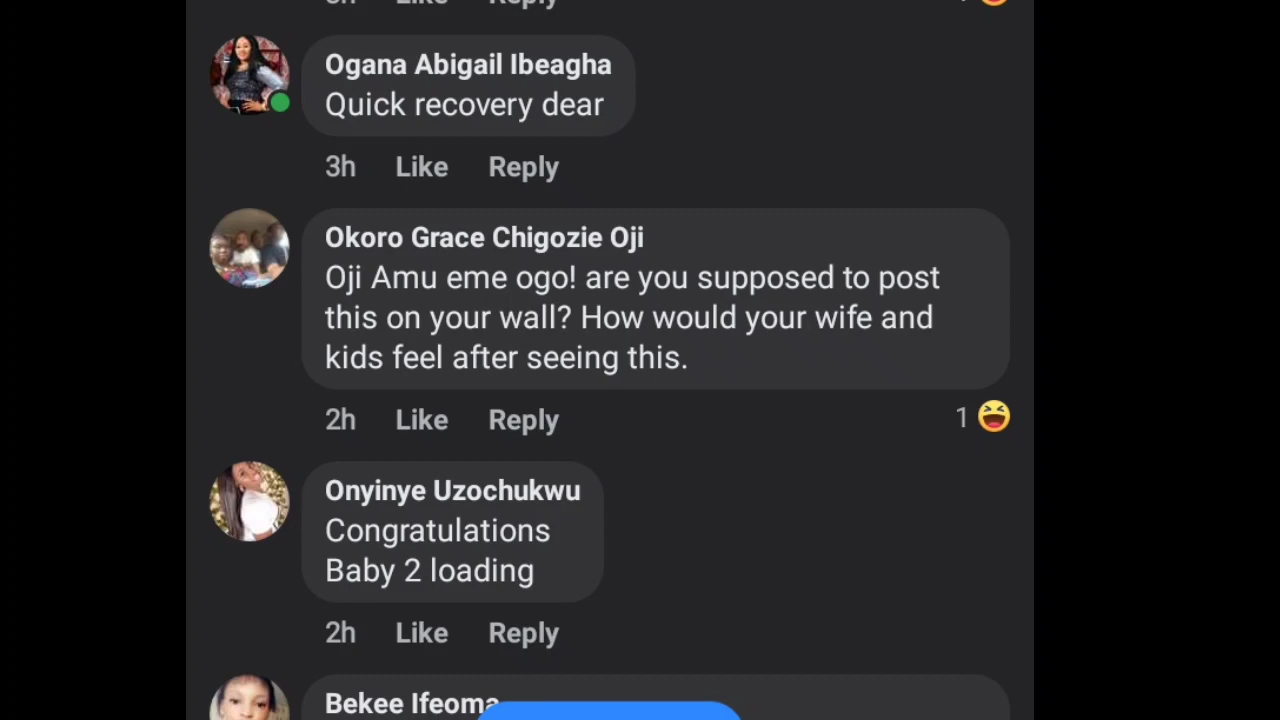 Like Reply
Ogana Abigail Ibeagha
Quick recovery dear
3h Like Reply
Okoro Grace Chigozie Oji
Oji Amu eme ogo! are you supposed to post
this on your wall? How would your wife and
kids feel after seeing this.
2h Like Reply 1
Onyinye Uzochukwu
Congratulations
Baby 2 loading
2h Like Reply
Bekee Ifeoma